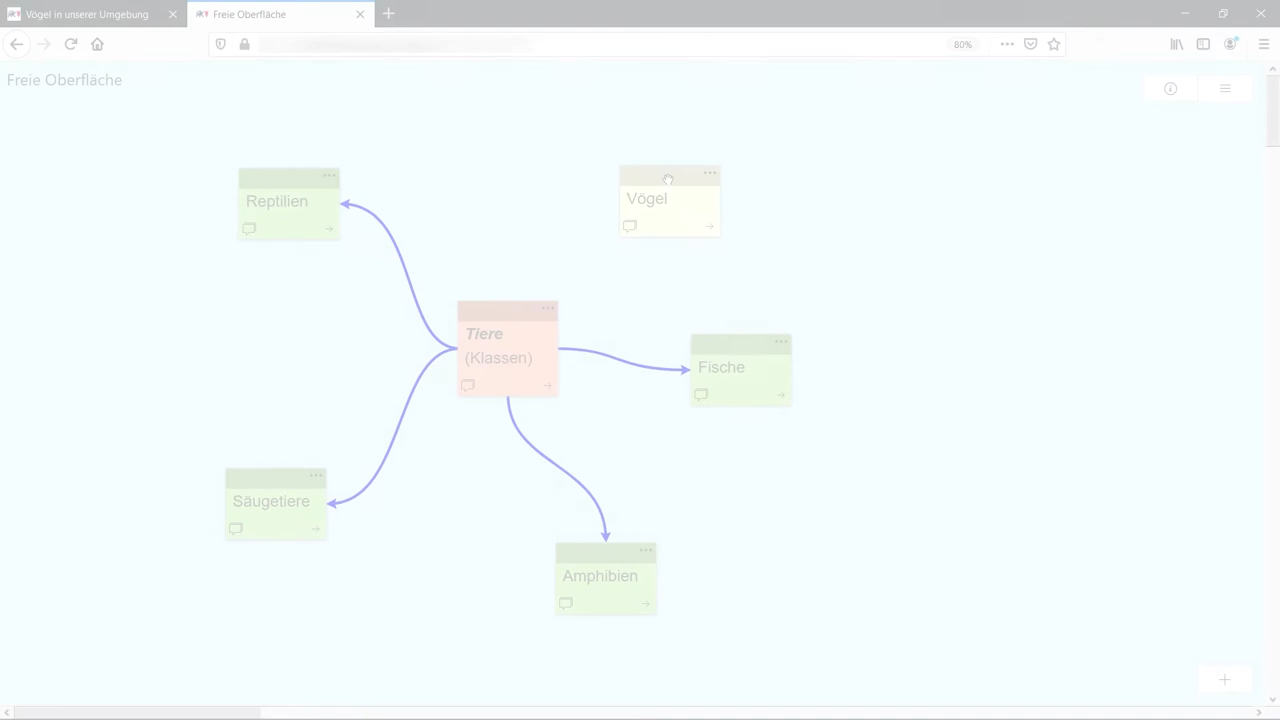 Vögel in unserer Umgebung
Freie Oberfläche
80%
Freie Oberfläche
Reptilien
Vögel
Tiere
(Klassen)
Fische
Säugetiere
Amphibien